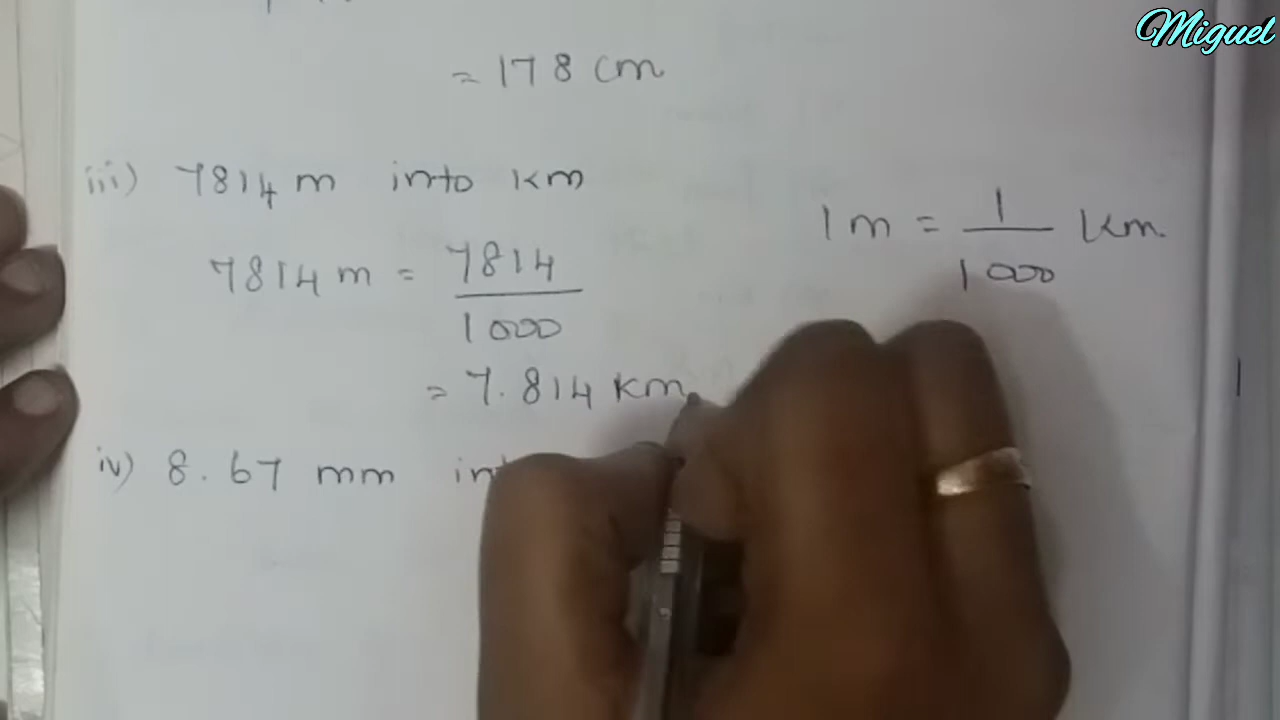 Miguel
= 178 cm
iii) 7814 m into km
1 m = 1/1000 km
7814 m = 7814/1000
= 7.814 km
iv) 8.67 mm